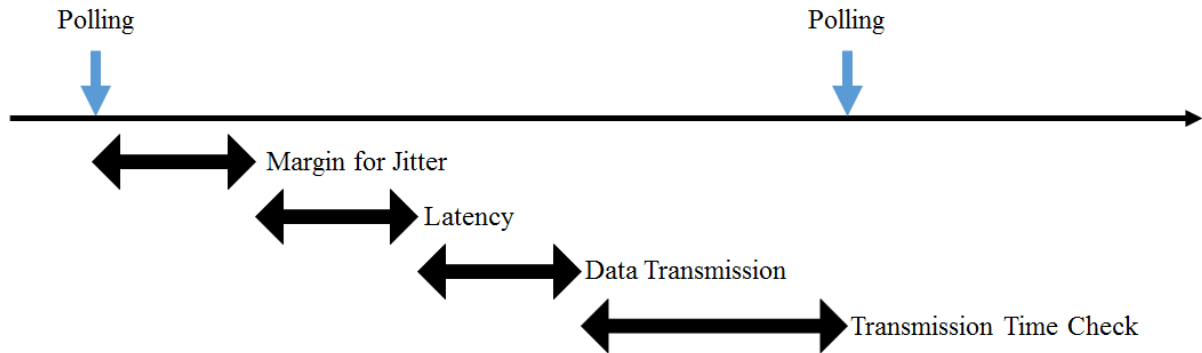 Polling
Polling
Margin for Jitter
Latency
Data Transmission
Transmission Time Check